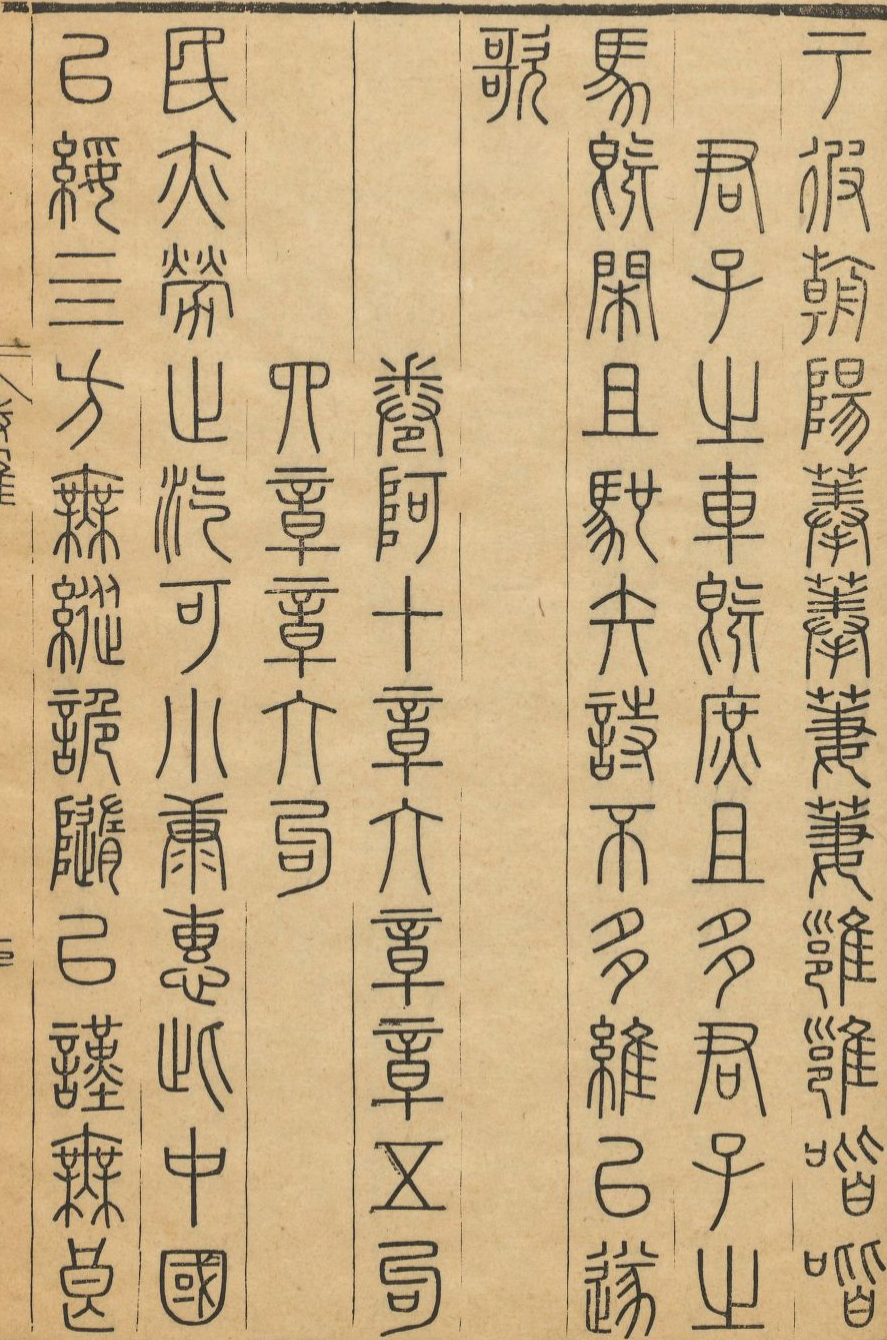 于彼朝陽菶菶萋萋雝雝喈喈
君子之車既庶且多君子之
馬既閑且馳矢詩不多維以遂
歌
卷阿十章六章章五句
四章章六句
民亦勞止汔可小康惠此中國
以綏亖方無縱詭隨以謹無良